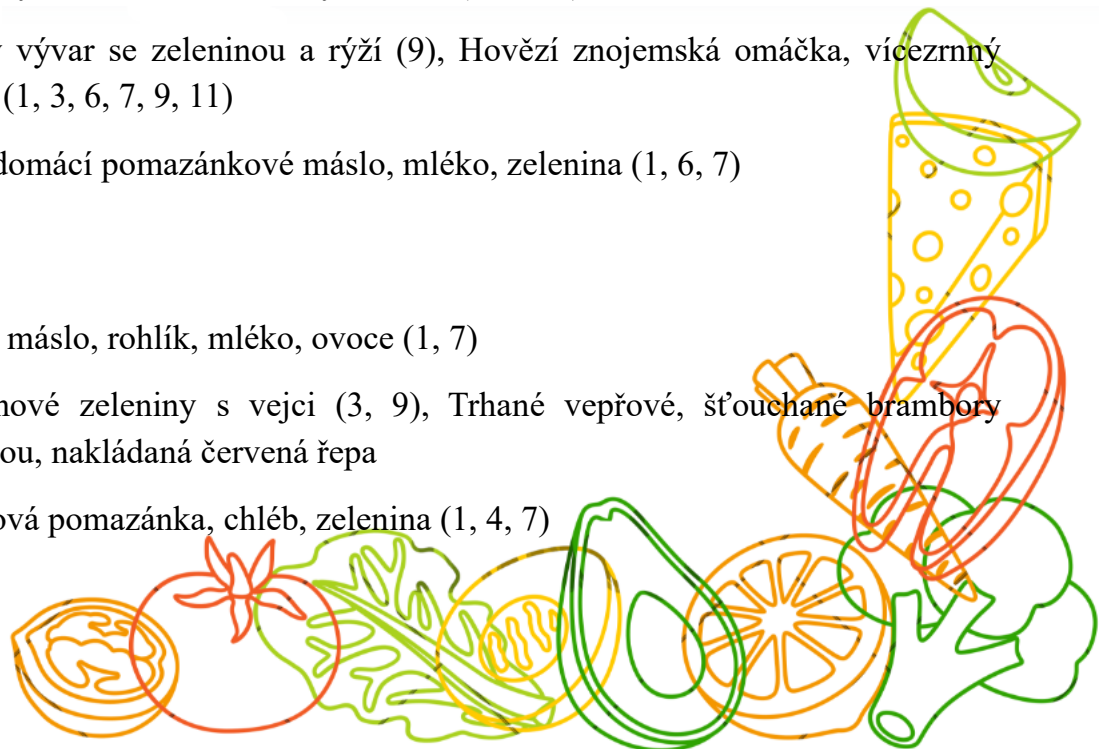 vývar se zeleninou a rýží (9), Hovězí znojemská omáčka, vícezrnný
(1, 3, 6, 7, 9, 11)
domácí pomazánkové máslo, mléko, zelenina (1, 6, 7)
máslo, rohlík, mléko, ovoce (1, 7)
nové zeleniny s vejci (3, 9), Trhané vepřové, šťouchané brambory
ou, nakládaná červená řepa
ová pomazánka, chléb, zelenina (1, 4, 7)